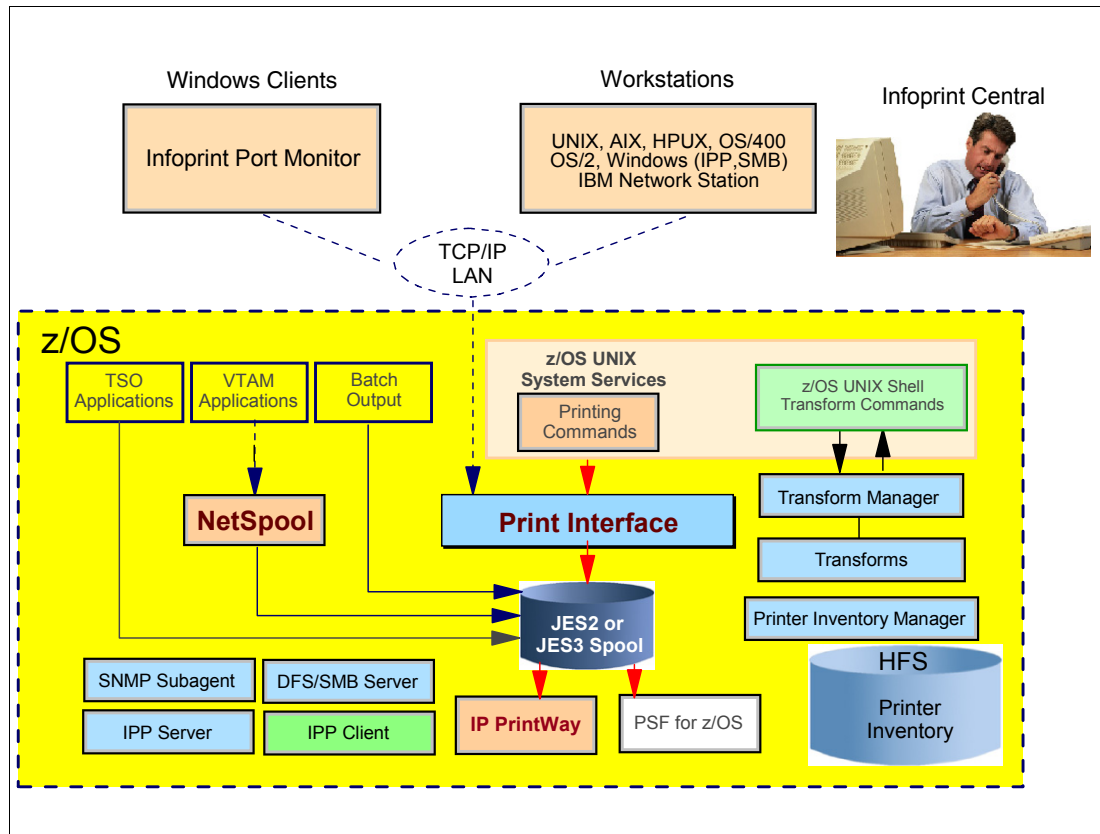 Windows Clients
Workstations
Infoprint Central
Infoprint Port Monitor
UNIX, AIX, HPUX, OS/400
OS/2, Windows (IPP,SMB)
IBM Network Station
TCP/IP
LAN
z/OS
TSO
Applications
VTAM
Applications
Batch
Output
z/OS UNIX
System Services
Printing
Commands
z/OS UNIX Shell
Transform Commands
NetSpool
Print Interface
Transform Manager
Transforms
JES2 or
JES3 Spool
Printer Inventory Manager
HFS
Printer
Inventory
SNMP Subagent
DFS/SMB Server
IPP Server
IPP Client
IP PrintWay
PSF for z/OS